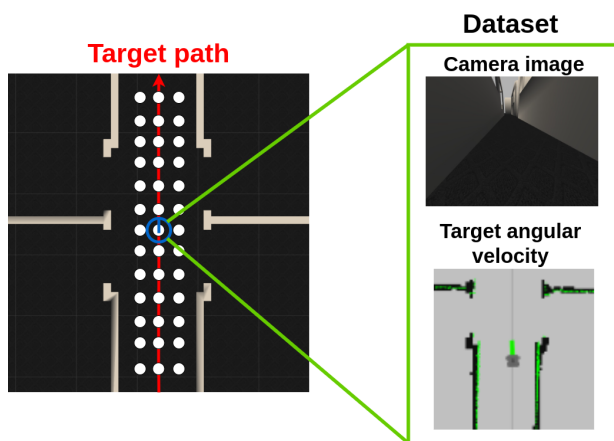 Target path
Dataset
Camera image
Target angular
velocity